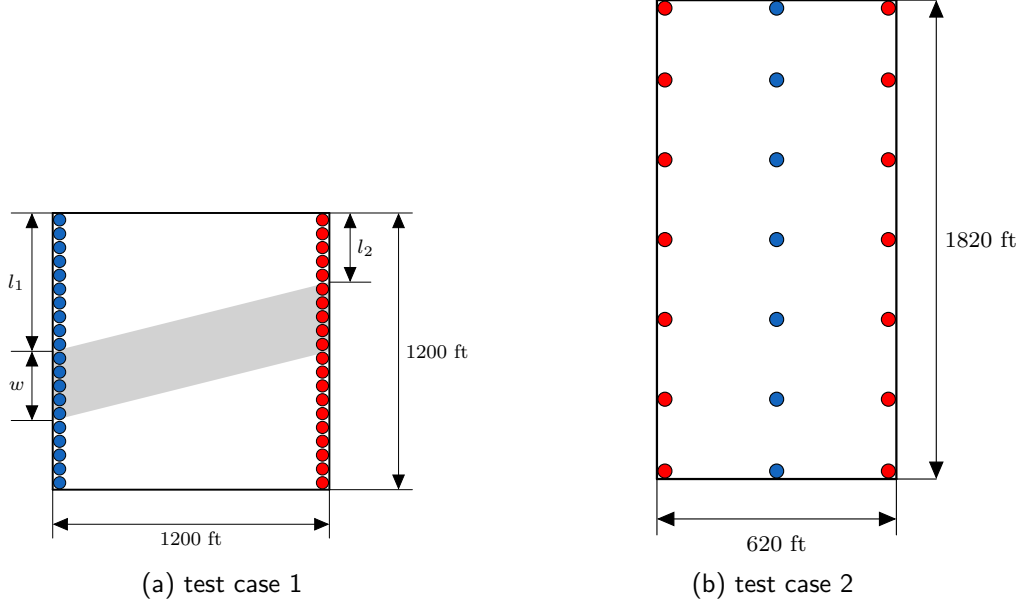 l₁
w
l₂
1200 ft
1200 ft
(a) test case 1
1820 ft
620 ft
(b) test case 2